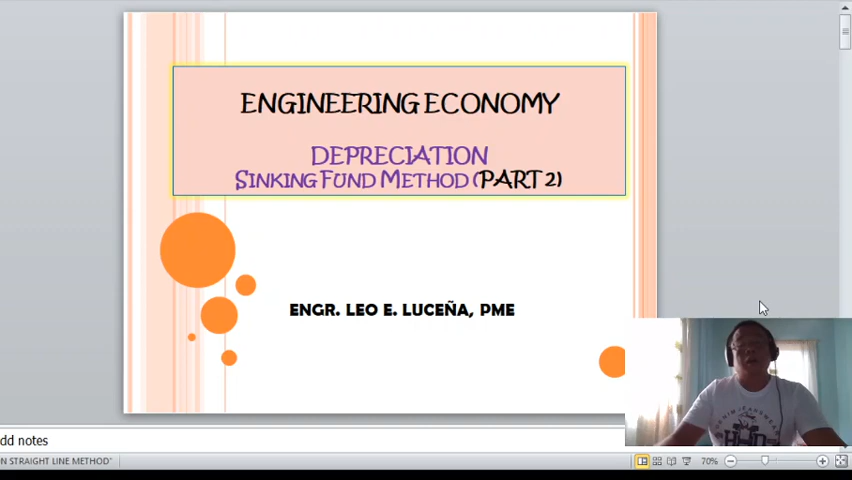 ENGINEERING ECONOMY
DEPRECIATION
SINKING FUND METHOD (PART 2)
ENGR. LEO E. LUCEÑA, PME
dd notes
N STRAIGHT LINE METHOD"
70%